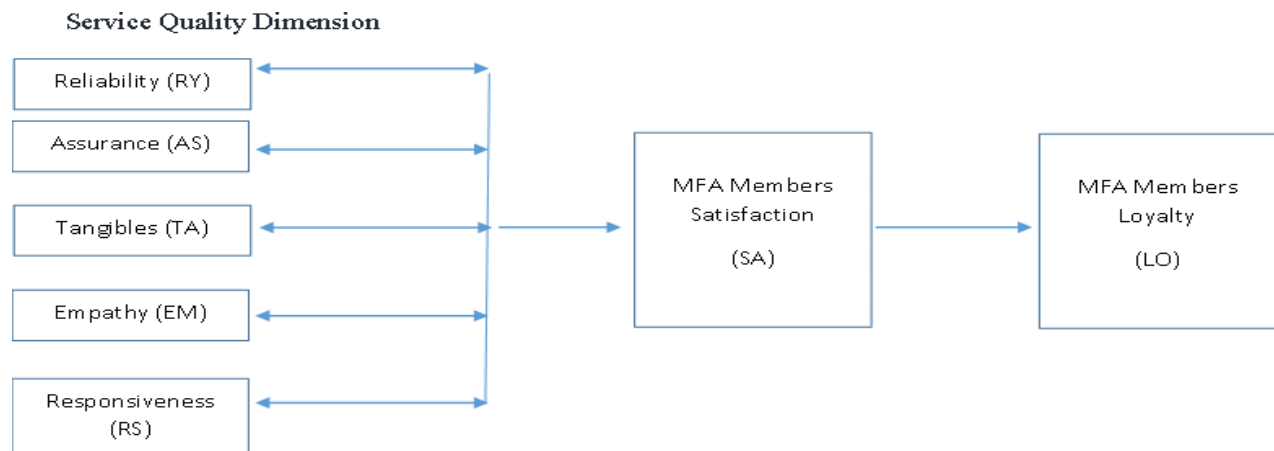 Service Quality Dimension
Reliability (RY)
Assurance (AS)
Tangibles (TA)
Empathy (EM)
Responsiveness
(RS)
MFA Members
Satisfaction
(SA)
MFA Members
Loyalty
(LO)